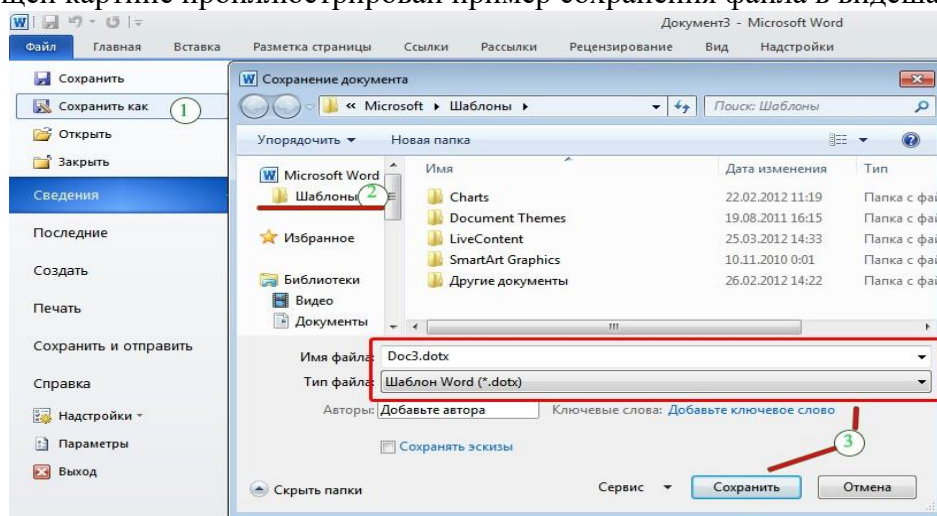 щей картине проиллюстрирован пример сохранения файла в виде
Документ3 - Microsoft Word
Файл Главная Вставка Разметка страницы Ссылки Рассылки Рецензирование Вид Надстройки
Сохранить
Сохранить как
1
Открыть
Закрыть
Сведения
Последние
Создать
Печать
Сохранить и отправить
Справка
Надстройки
Параметры
Выход
Сохранение документа
« Microsoft Шаблоны
Поиск: Шаблоны
Упорядочить Новая папка
Microsoft Word
Шаблоны 2
Избранное
Библиотеки
Видео
Документы
Имя Дата изменения Тип
Charts 22.02.2012 11:19 Папка с фай
Document Themes 19.08.2011 16:15 Папка с фай
LiveContent 25.03.2012 14:33 Папка с фай
SmartArt Graphics 10.11.2010 0:01 Папка с фай
Другие документы 26.02.2012 14:22 Папка с фай
Имя файла: Doc3.dotx
Тип файла: Шаблон Word (*.dotx)
Авторы: Добавьте автора Ключевые слова: Добавьте ключевое слово
Сохранять эскизы
3
Скрыть папки Сервис Сохранить Отмена